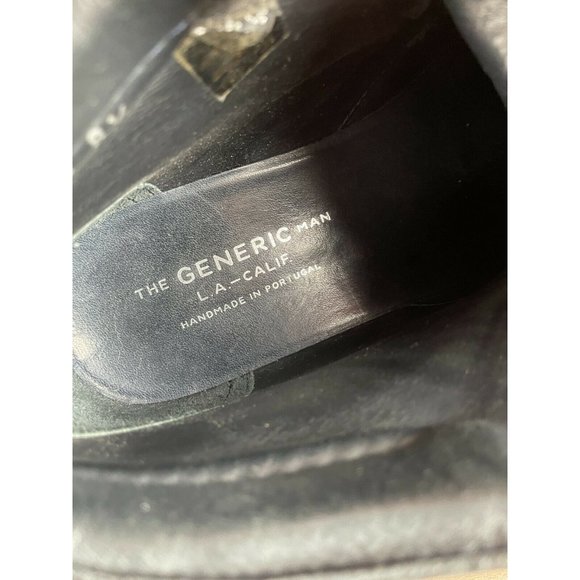 THE GENERIC MAN
L.A.-CALIF.
HANDMADE IN PORTUGAL